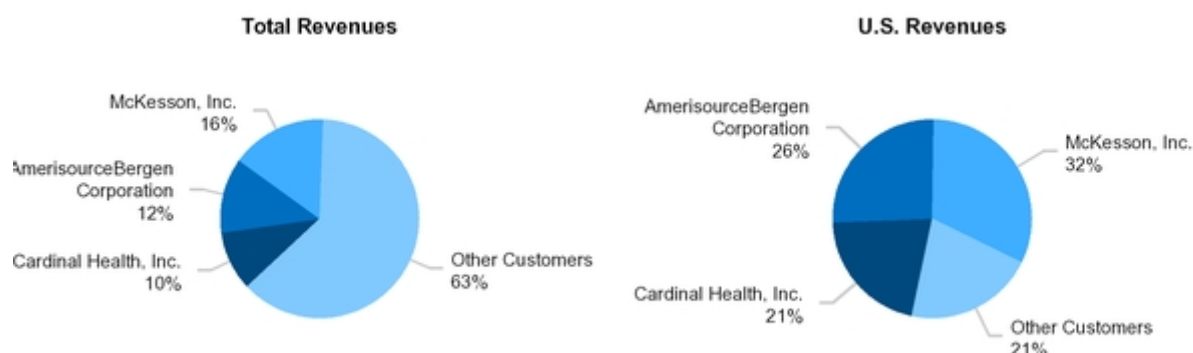 Total Revenues
McKesson, Inc.
16%
AmerisourceBergen
Corporation
12%
Cardinal Health, Inc.
10%
Other Customers
63%
U.S. Revenues
AmerisourceBergen
Corporation
26%
McKesson, Inc.
32%
Cardinal Health, Inc.
21%
Other Customers
21%